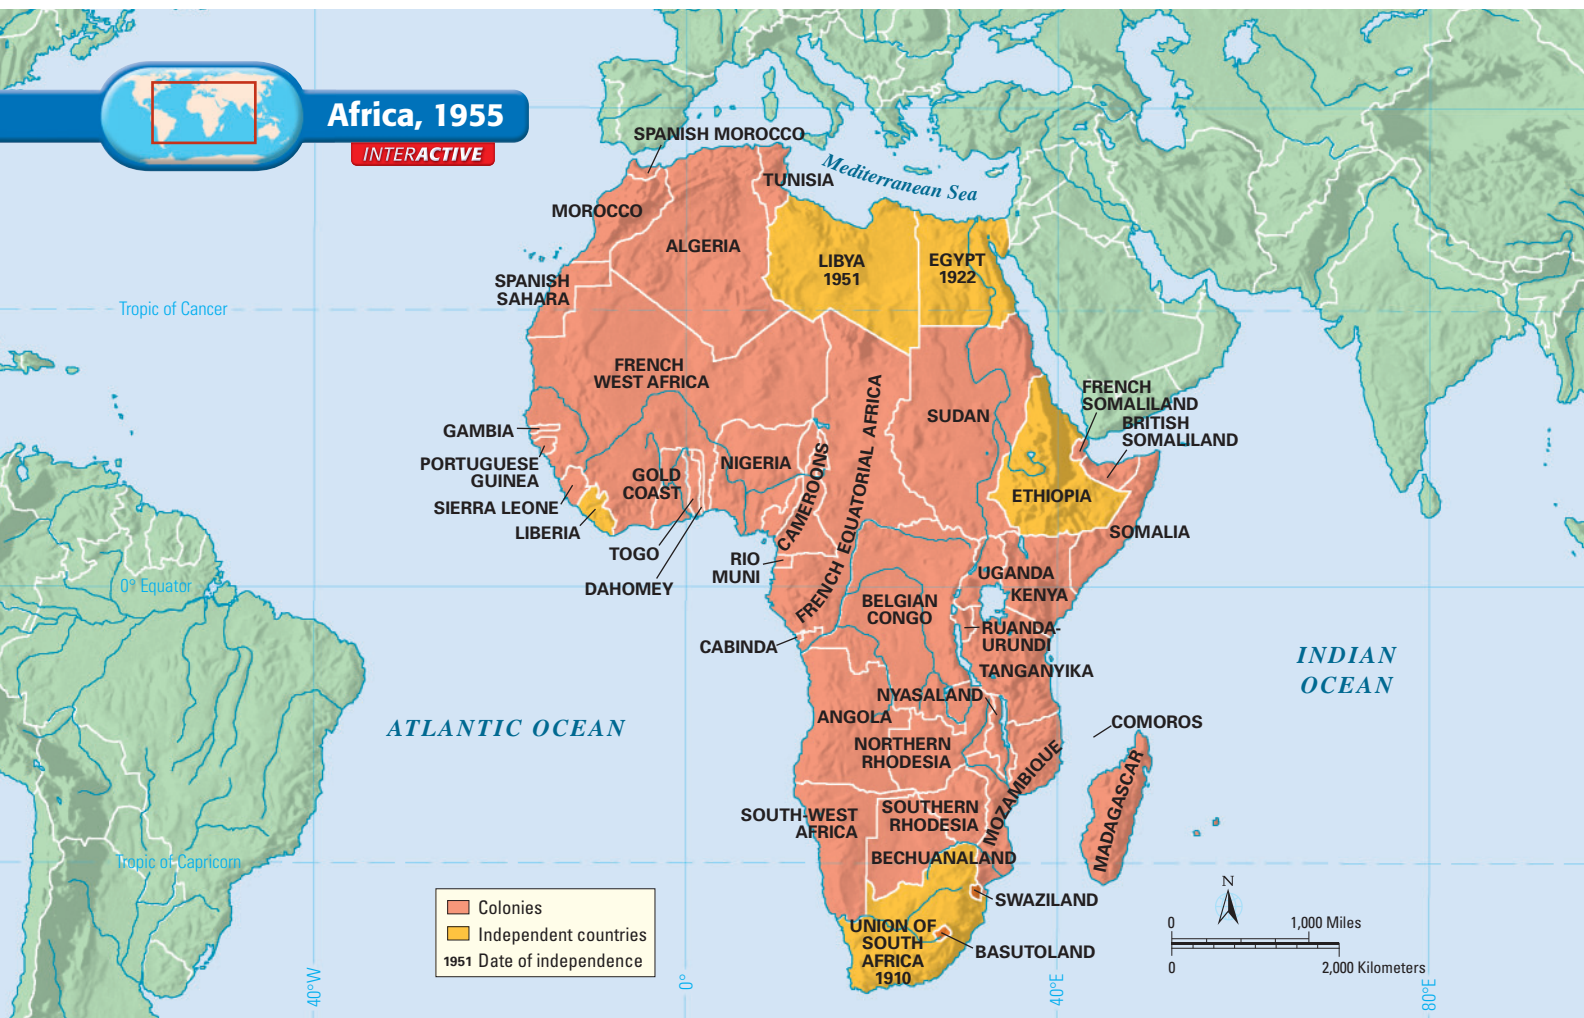 Africa, 1955
INTERACTIVE
SPANISH MOROCCO
Mediterranean Sea
TUNISIA
MOROCCO
ALGERIA
LIBYA
1951
EGYPT
1922
SPANISH
SAHARA
Tropic of Cancer
FRENCH
WEST AFRICA
FRENCH EQUATORIAL AFRICA
SUDAN
FRENCH
SOMALILAND
BRITISH
SOMALILAND
GAMBIA
PORTUGUESE
GUINEA
GOLD
COAST
NIGERIA
CAMEROONS
ETHIOPIA
SIERRA LEONE
LIBERIA
SOMALIA
TOGO
RIO
MUNI
DAHOMEY
0° Equator
UGANDA
KENYA
BELGIAN
CONGO
RUANDA-
URUNDI
CABINDA
TANGANYIKA
INDIAN
OCEAN
NYASALAND
ATLANTIC OCEAN
ANGOLA
COMOROS
NORTHERN
RHODESIA
MOZAMBIQUE
MADAGASCAR
SOUTH-WEST
AFRICA
SOUTHERN
RHODESIA
BECHUANALAND
Tropic of Capricorn
SWAZILAND
UNION OF
SOUTH
AFRICA
1910
BASUTOLAND
Colonies
Independent countries
1951 Date of independence
N
0 1,000 Miles
0 2,000 Kilometers
40°W
0°
40°E
80°E